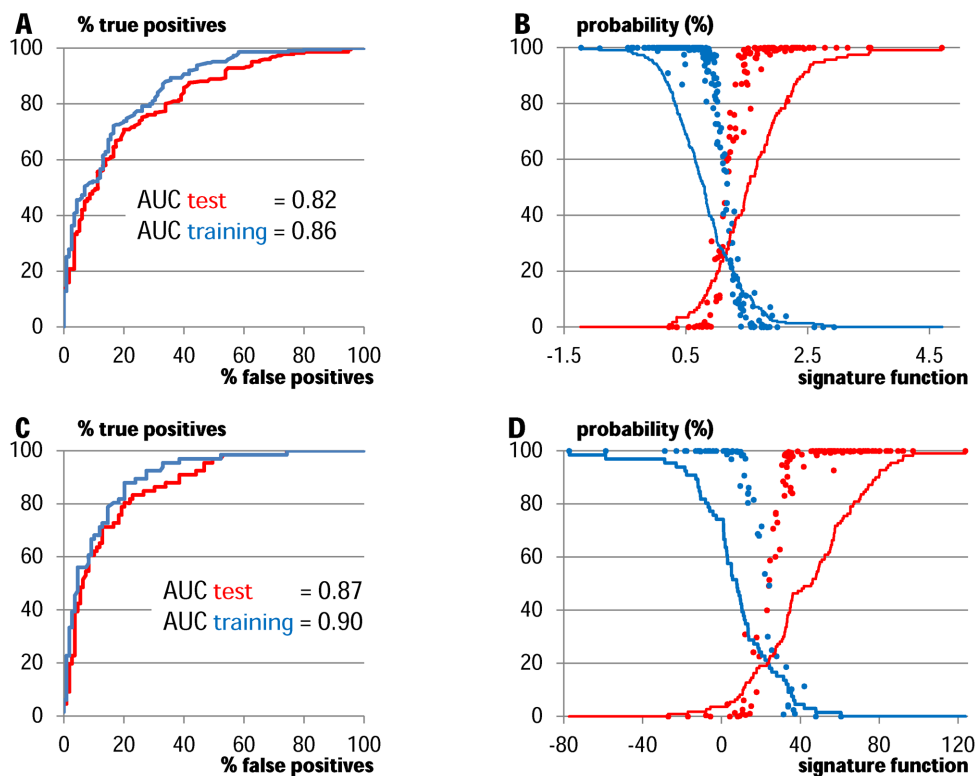 A % true positives
100
80
60
40
20
0
AUC test = 0.82
AUC training = 0.86
0 20 40 60 80 100
% false positives
B probability (%)
100
80
60
40
20
0
-1.5 0.5 2.5 4.5
signature function
C % true positives
100
80
60
40
20
0
AUC test = 0.87
AUC training = 0.90
0 20 40 60 80 100
% false positives
D probability (%)
100
80
60
40
20
0
-80 -40 0 40 80 120
signature function